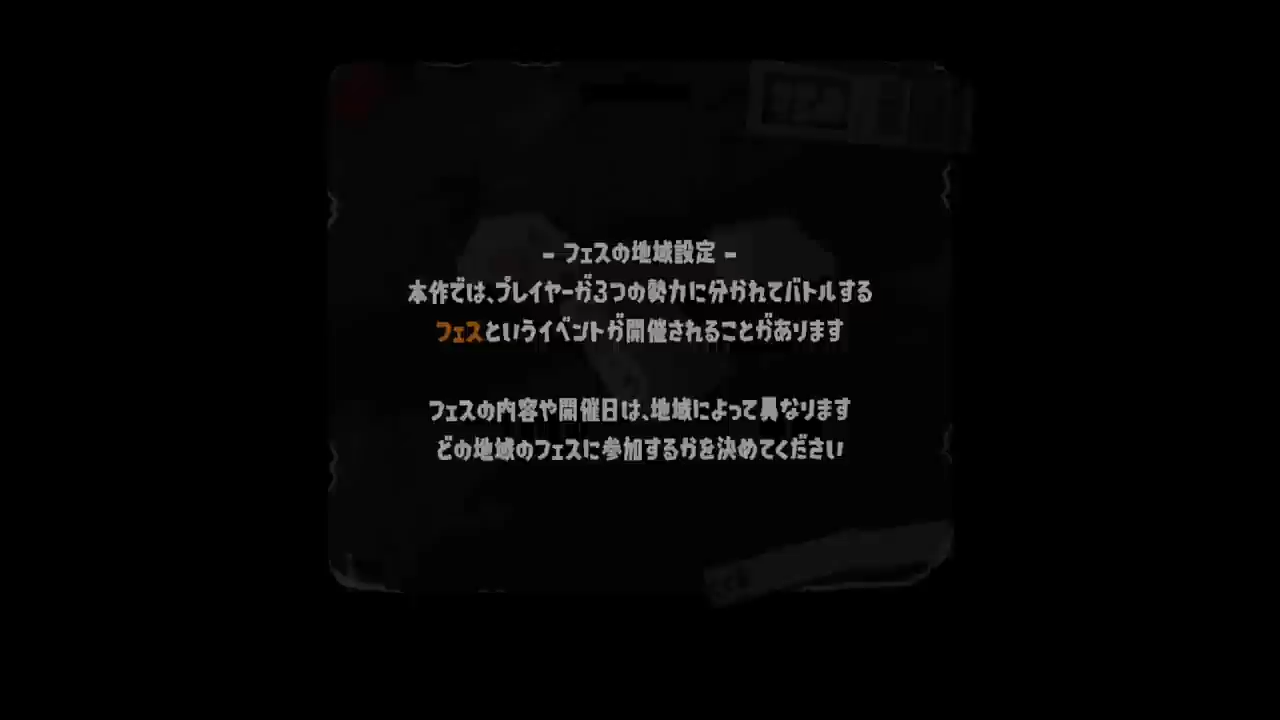 - フェスの地域設定 -
本作では、プレイヤーが3つの勢力に分かれてバトルする
フェスというイベントが開催されることがあります
フェスの内容や開催日は、地域によって異なります
どの地域のフェスに参加するかを決めてください